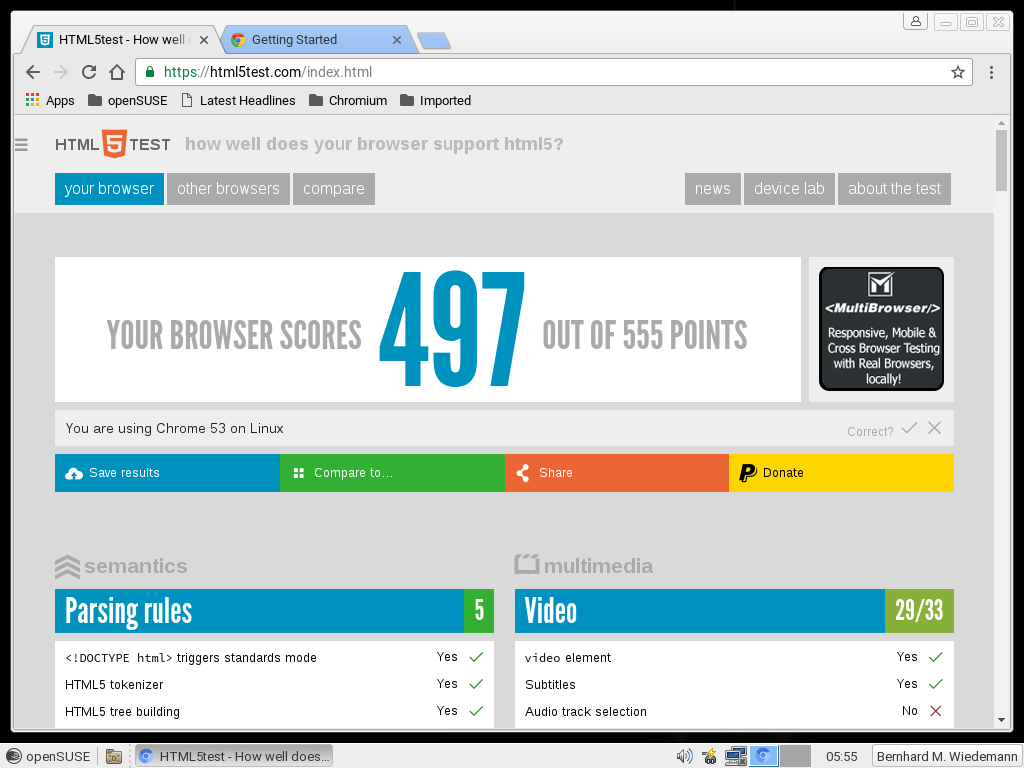 HTML5test - How well
Getting Started
https://html5test.com/index.html
Apps openSUSE Latest Headlines Chromium Imported
HTML 5 TEST how well does your browser support html5?
your browser other browsers compare news device lab about the test
YOUR BROWSER SCORES 497 OUT OF 555 POINTS
<MultiBrowser/>
Responsive, Mobile &
Cross Browser Testing
with Real Browsers,
locally!
You are using Chrome 53 on Linux Correct?
Save results Compare to... Share Donate
semantics
Parsing rules 5
<!DOCTYPE html> triggers standards mode Yes
HTML5 tokenizer Yes
HTML5 tree building Yes
multimedia
Video 29/33
video element Yes
Subtitles Yes
Audio track selection No
openSUSE HTML5test - How well does... 05:55 Bernhard M. Wiedemann